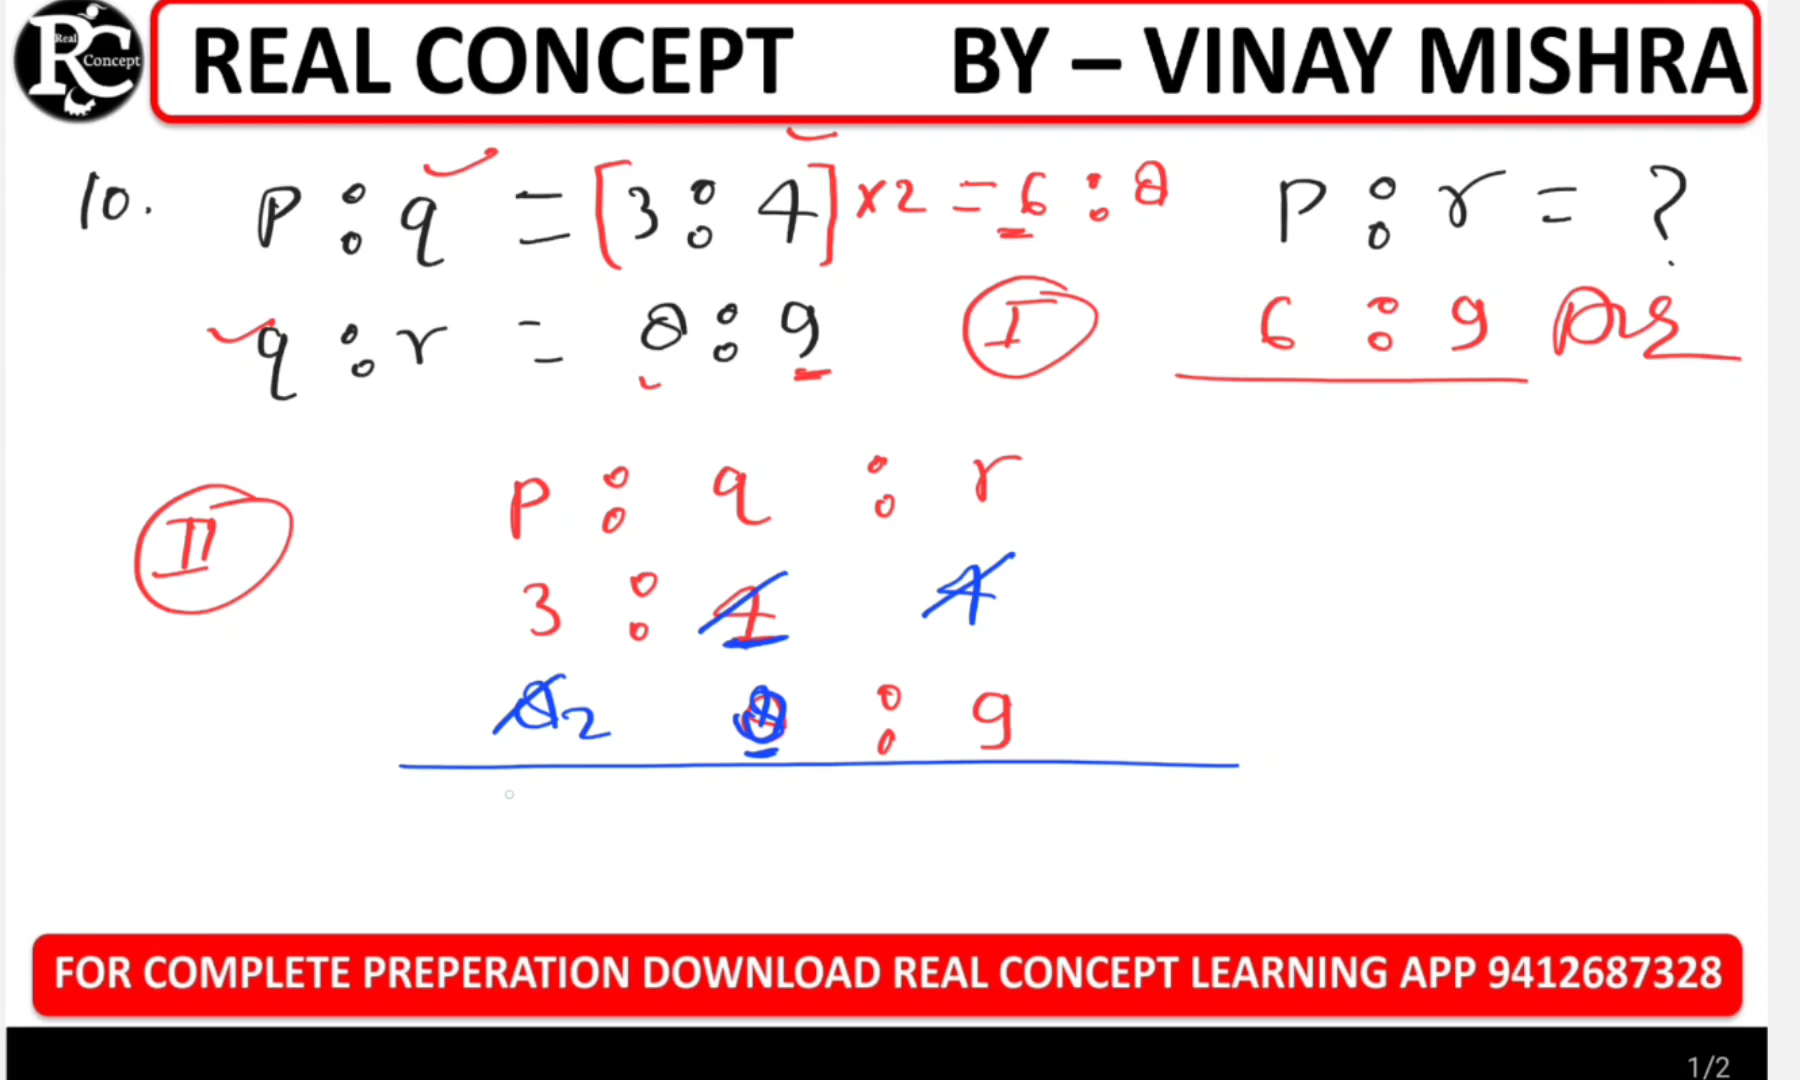 Real
Concept
REAL CONCEPT BY – VINAY MISHRA
10. p : q = [3 : 4] ×2 = 6 : 8 p : r = ?
q : r = 8 : 9 I 6 : 9 Ans
II p : q : r
3 : 4 4
8 2 8 : 9
FOR COMPLETE PREPERATION DOWNLOAD REAL CONCEPT LEARNING APP 9412687328
1/2